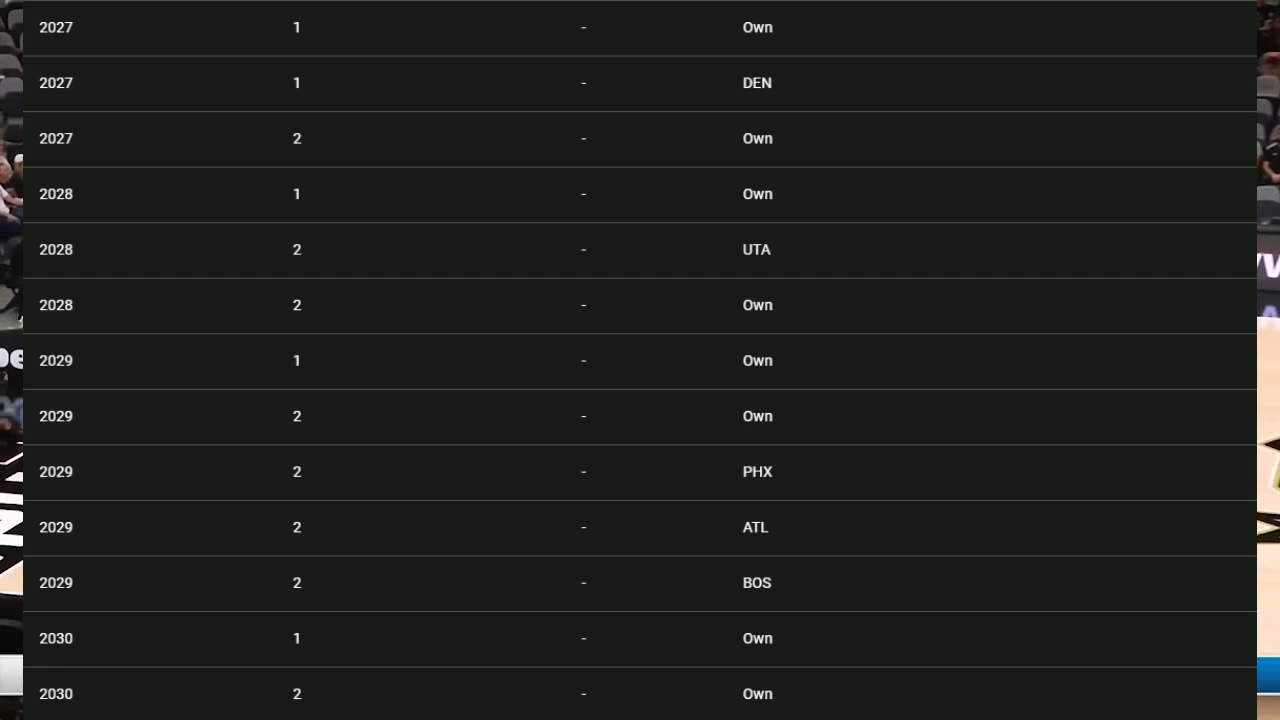 2027 1 - Own
2027 1 - DEN
2027 2 - Own
2028 1 - Own
2028 2 - UTA
2028 2 - Own
2029 1 - Own
2029 2 - Own
2029 2 - PHX
2029 2 - ATL
2029 2 - BOS
2030 1 - Own
2030 2 - Own